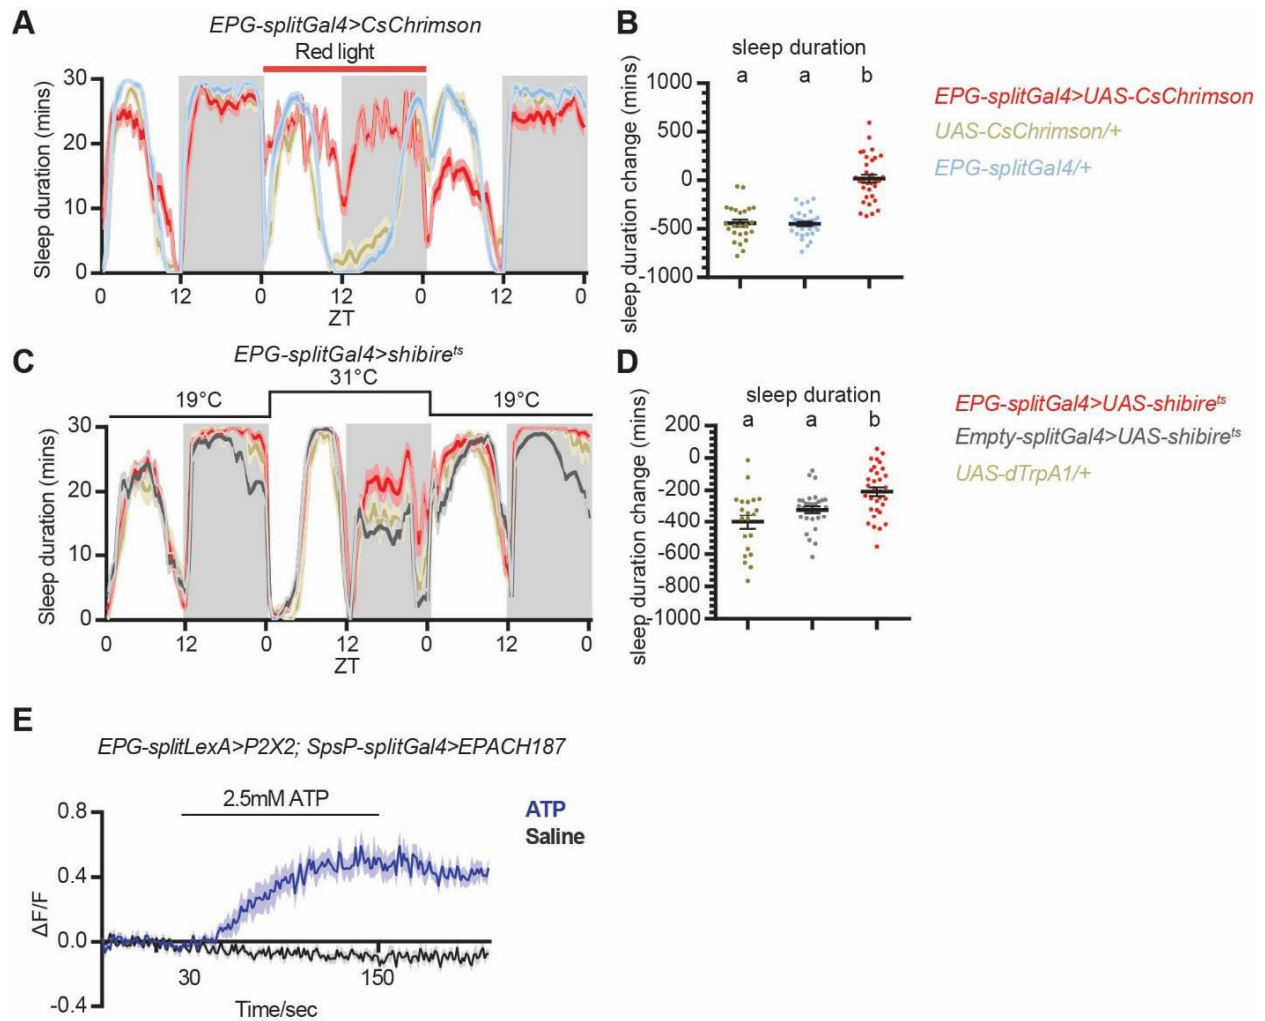 A
EPG-splitGal4>CsChrimson
Red light
Sleep duration (mins)
30
20
10
0
0 12 0 12 0 12 0
ZT
B
sleep duration
a a b
sleep duration change (mins)
1000
500
0
-500
-1000
EPG-splitGal4>UAS-CsChrimson
UAS-CsChrimson/+
EPG-splitGal4/+
C
EPG-splitGal4>shibire^ts
31°C
19°C 19°C
Sleep duration (mins)
30
20
10
0
0 12 0 12 0 12 0
ZT
D
sleep duration
a a b
sleep duration change (mins)
200
0
-200
-400
-600
-800
-1000
EPG-splitGal4>UAS-shibire^ts
Empty-splitGal4>UAS-shibire^ts
UAS-dTrpA1/+
E
EPG-splitLexA>P2X2; SpsP-splitGal4>EPACH187
2.5mM ATP
ATP
Saline
ΔF/F
0.8
0.4
0.0
-0.4
30 150
Time/sec